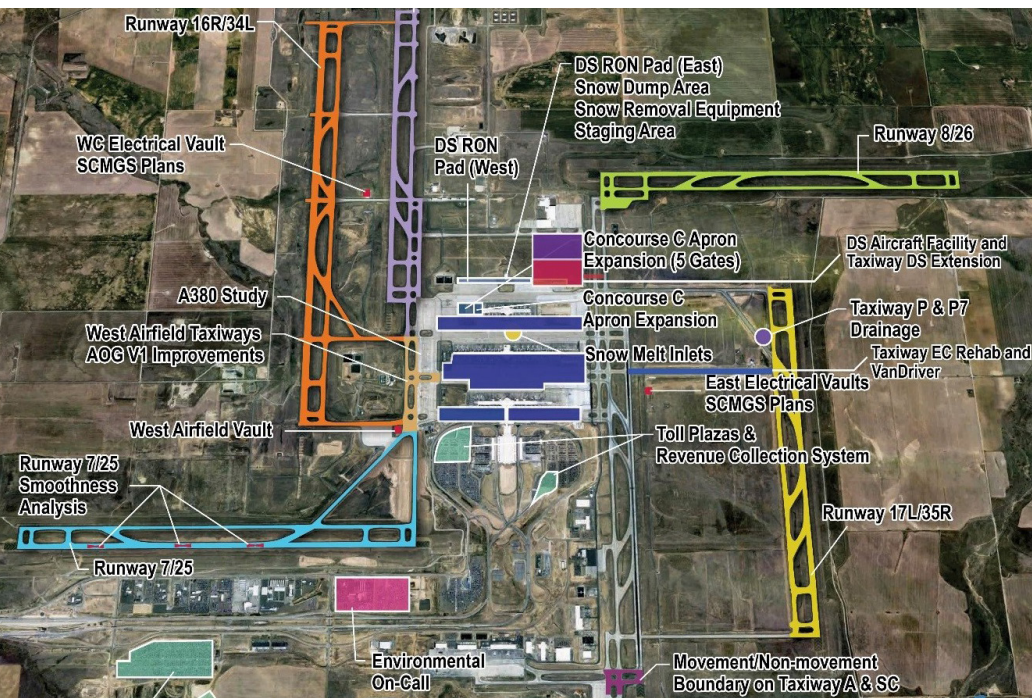 Runway 16R/34L
DS RON Pad (East)
Snow Dump Area
Snow Removal Equipment
Staging Area
WC Electrical Vault
SCMGS Plans
DS RON
Pad (West)
Runway 8/26
Concourse C Apron
Expansion (5 Gates)
DS Aircraft Facility and
Taxiway DS Extension
A380 Study
Concourse C
Apron Expansion
Taxiway P & P7
Drainage
West Airfield Taxiways
AOG V1 Improvements
Snow Melt Inlets
Taxiway EC Rehab and
VanDriver
East Electrical Vaults
SCMGS Plans
West Airfield Vault
Toll Plazas &
Revenue Collection System
Runway 7/25
Smoothness
Analysis
Runway 17L/35R
Runway 7/25
Environmental
On-Call
Movement/Non-movement
Boundary on Taxiway A & SC